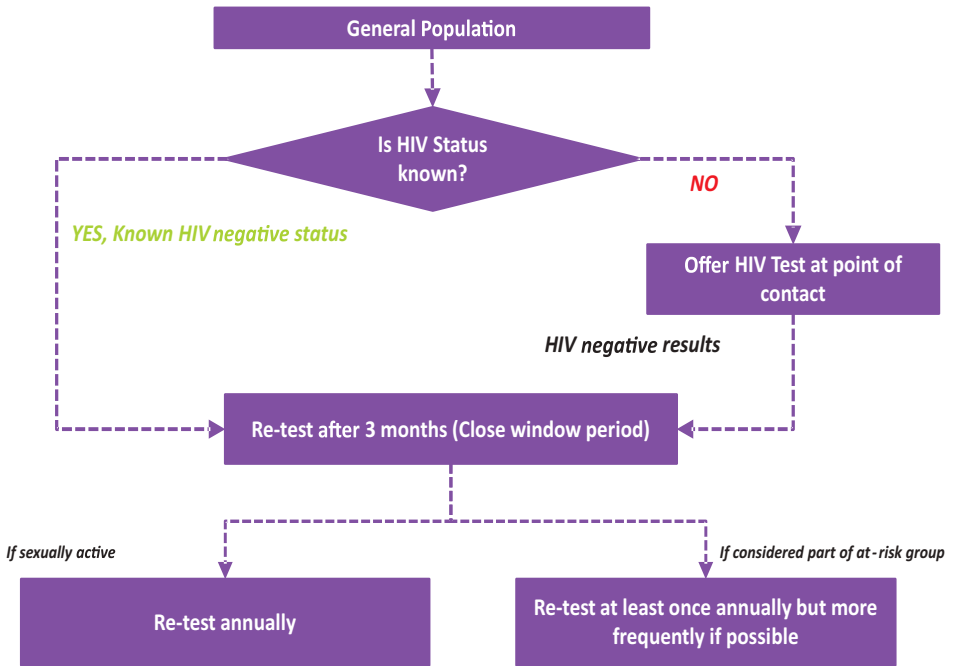 General Population
Is HIV Status
known?
NO
YES, Known HIV negative status
Offer HIV Test at point of
contact
HIV negative results
Re-test after 3 months (Close window period)
If sexually active
If considered part of at-risk group
Re-test annually
Re-test at least once annually but more
frequently if possible